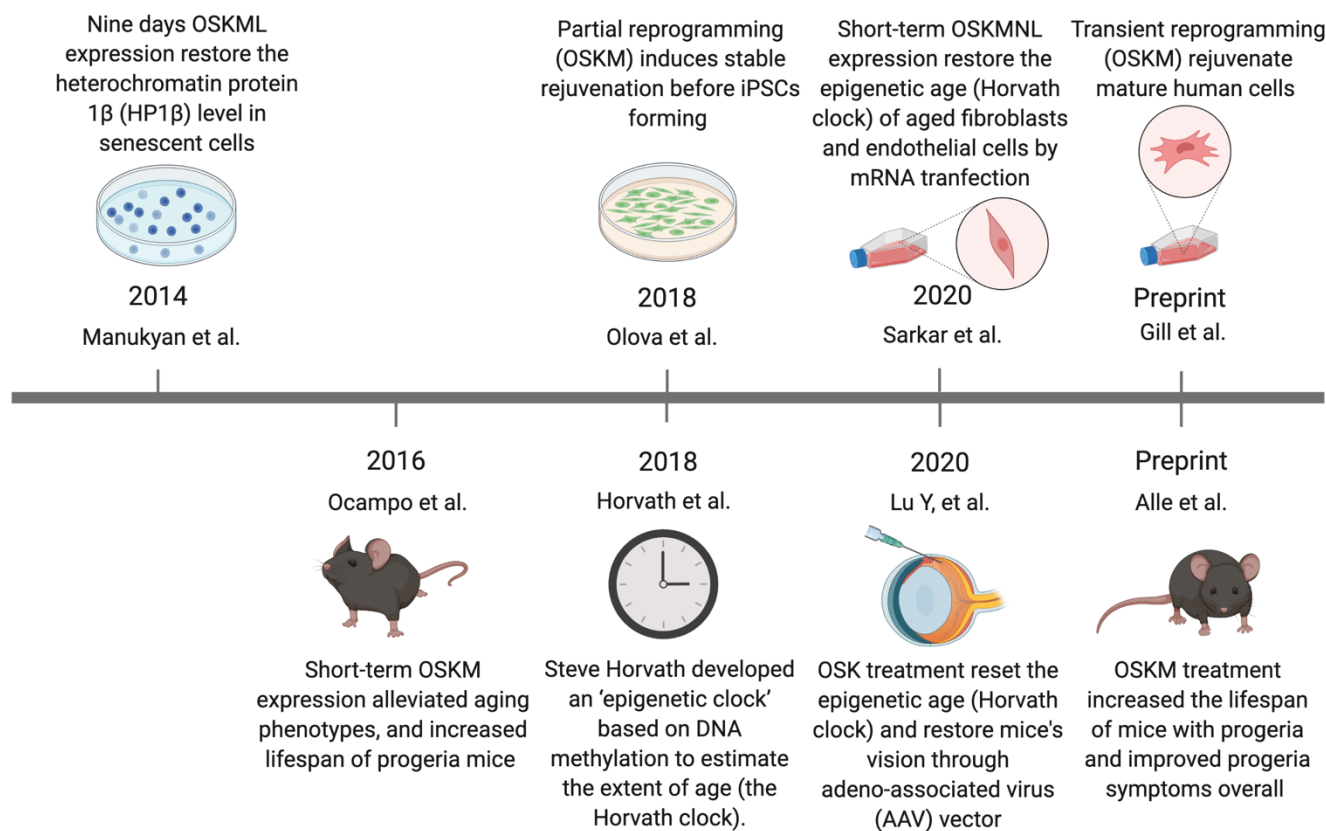 Nine days OSKML
expression restore the
heterochromatin protein
1β (HP1β) level in
senescent cells
2014
Manukyan et al.
Partial reprogramming
(OSKM) induces stable
rejuvenation before iPSCs
forming
2018
Olova et al.
Short-term OSKMNL
expression restore the
epigenetic age (Horvath
clock) of aged fibroblasts
and endothelial cells by
mRNA tranfection
2020
Sarkar et al.
Transient reprogramming
(OSKM) rejuvenate
mature human cells
Preprint
Gill et al.
2016
Ocampo et al.
Short-term OSKM
expression alleviated aging
phenotypes, and increased
lifespan of progeria mice
2018
Horvath et al.
Steve Horvath developed
an ‘epigenetic clock’
based on DNA
methylation to estimate
the extent of age (the
Horvath clock).
2020
Lu Y, et al.
OSK treatment reset the
epigenetic age (Horvath
clock) and restore mice's
vision through
adeno-associated virus
(AAV) vector
Preprint
Alle et al.
OSKM treatment
increased the lifespan
of mice with progeria
and improved progeria
symptoms overall